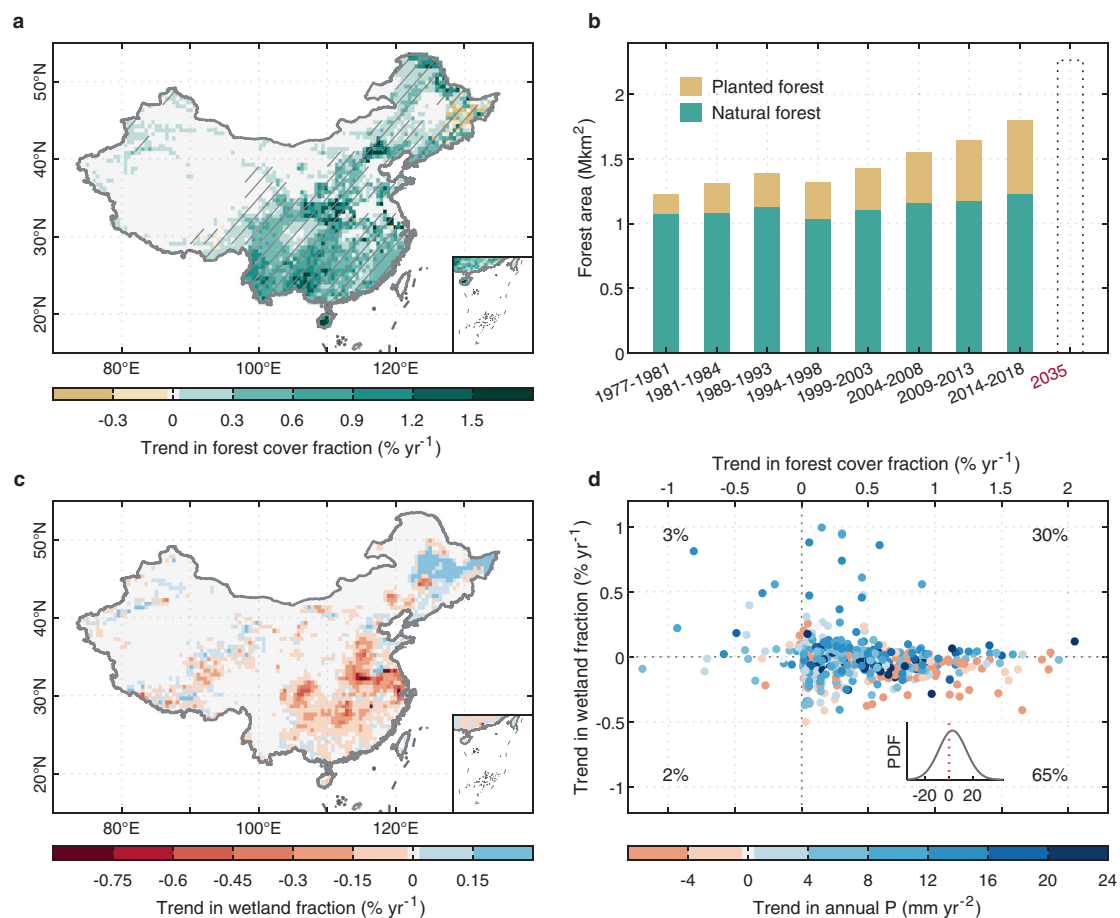 a
50°N
40°N
30°N
20°N
80°E 100°E 120°E
-0.3 0 0.3 0.6 0.9 1.2 1.5
Trend in forest cover fraction (% yr-1)
b
Forest area (Mkm2)
2
1.5
1
0.5
0
Planted forest
Natural forest
1977-1981
1981-1984
1989-1993
1994-1998
1999-2003
2004-2008
2009-2013
2014-2018
2035
c
50°N
40°N
30°N
20°N
80°E 100°E 120°E
-0.75 -0.6 -0.45 -0.3 -0.15 0 0.15
Trend in wetland fraction (% yr-1)
d
Trend in forest cover fraction (% yr-1)
-1 -0.5 0 0.5 1 1.5 2
Trend in wetland fraction (% yr-1)
1
0.5
0
-0.5
-1
3% 30%
2% 65%
PDF
-20 0 20
-4 0 4 8 12 16 20 24
Trend in annual P (mm yr-2)